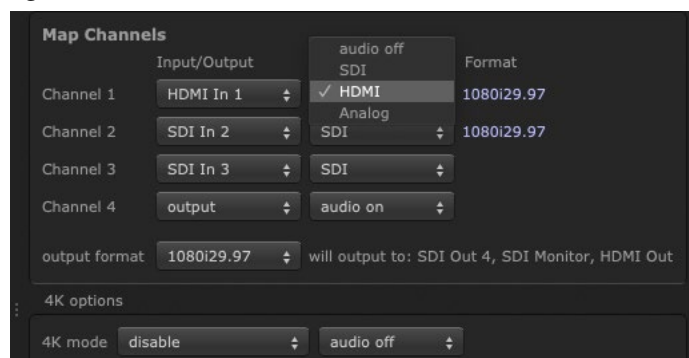 Map Channels
audio off
Input/Output
SDI
Format
Channel 1
HDMI In 1
✓ HDMI
1080i29.97
Analog
Channel 2
SDI In 2
SDI
1080i29.97
Channel 3
SDI In 3
SDI
Channel 4
output
audio on
output format
1080i29.97
will output to: SDI Out 4, SDI Monitor, HDMI Out
4K options
4K mode
disable
audio off